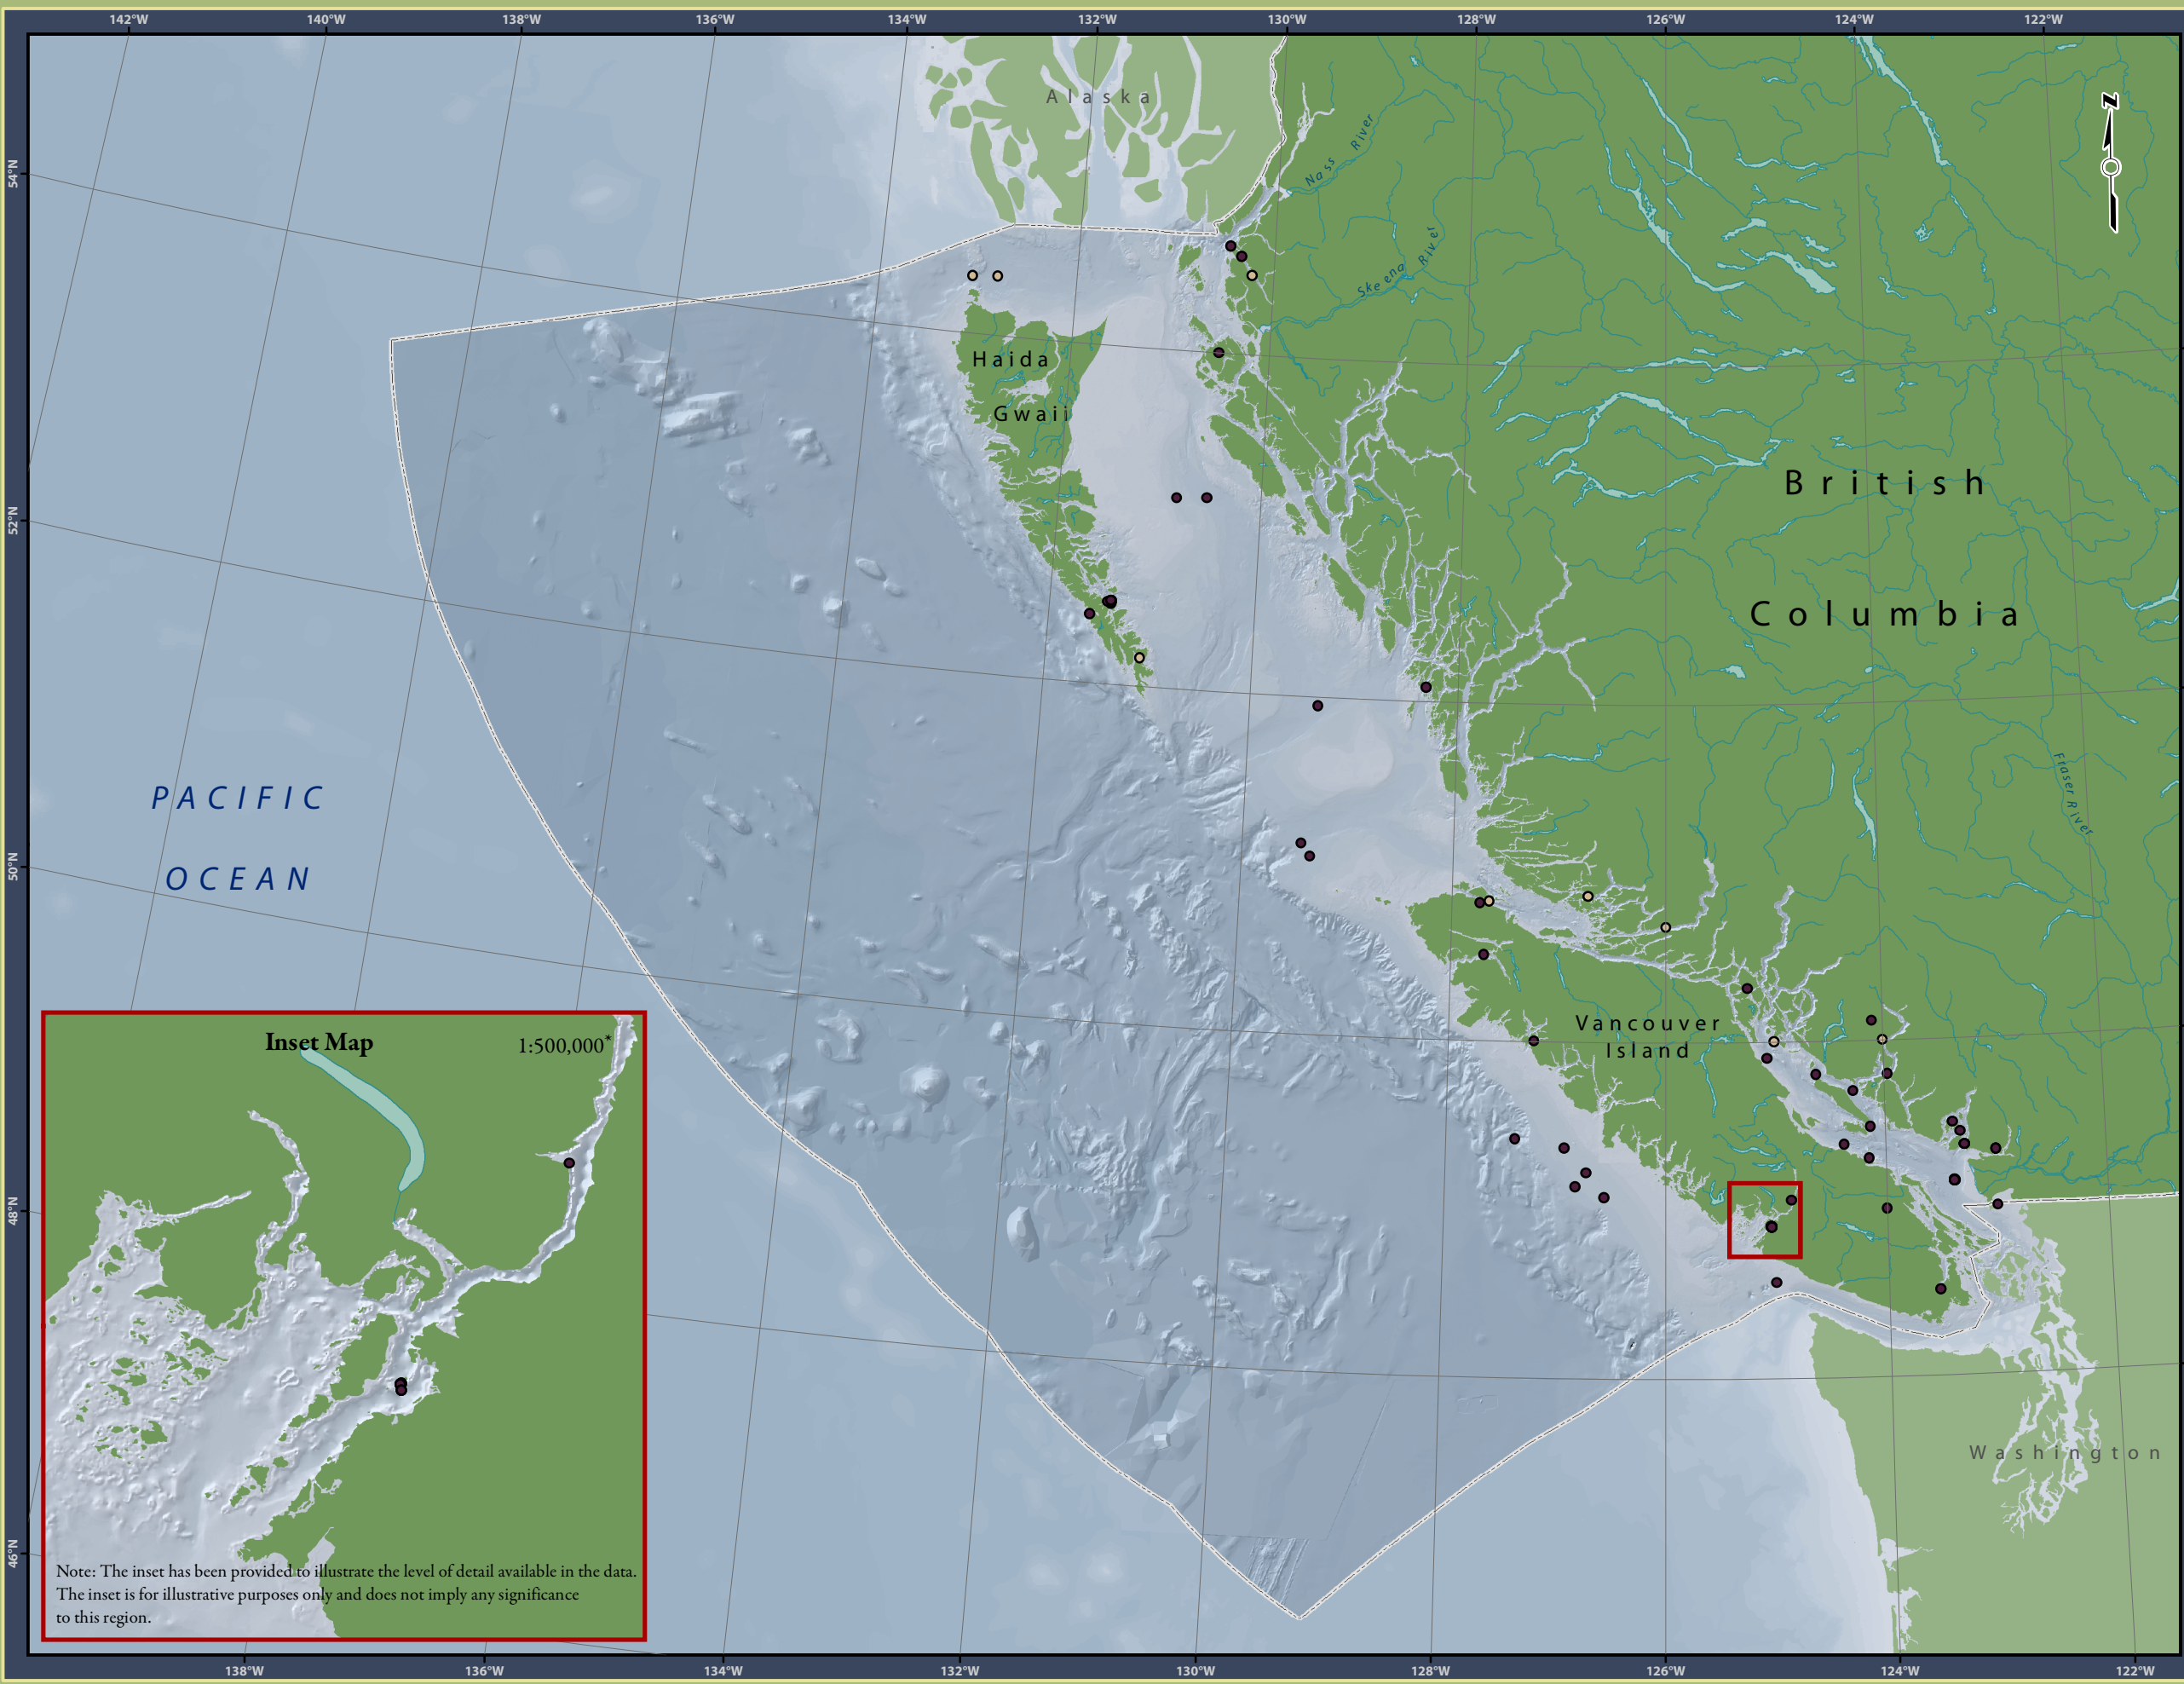 142°W 140°W 138°W 136°W 134°W 132°W 130°W 128°W 126°W 124°W 122°W
Alaska
N
Nass River
54°N
Skeena River
Haida
Gwaii
British
52°N
Columbia
Fraser River
PACIFIC
50°N
OCEAN
Vancouver
Island
Inset Map
1:500,000*
48°N
Washington
46°N
Note: The inset has been provided to illustrate the level of detail available in the data.
The inset is for illustrative purposes only and does not imply any significance
to this region.
138°W 136°W 134°W 132°W 130°W 128°W 126°W 124°W 122°W